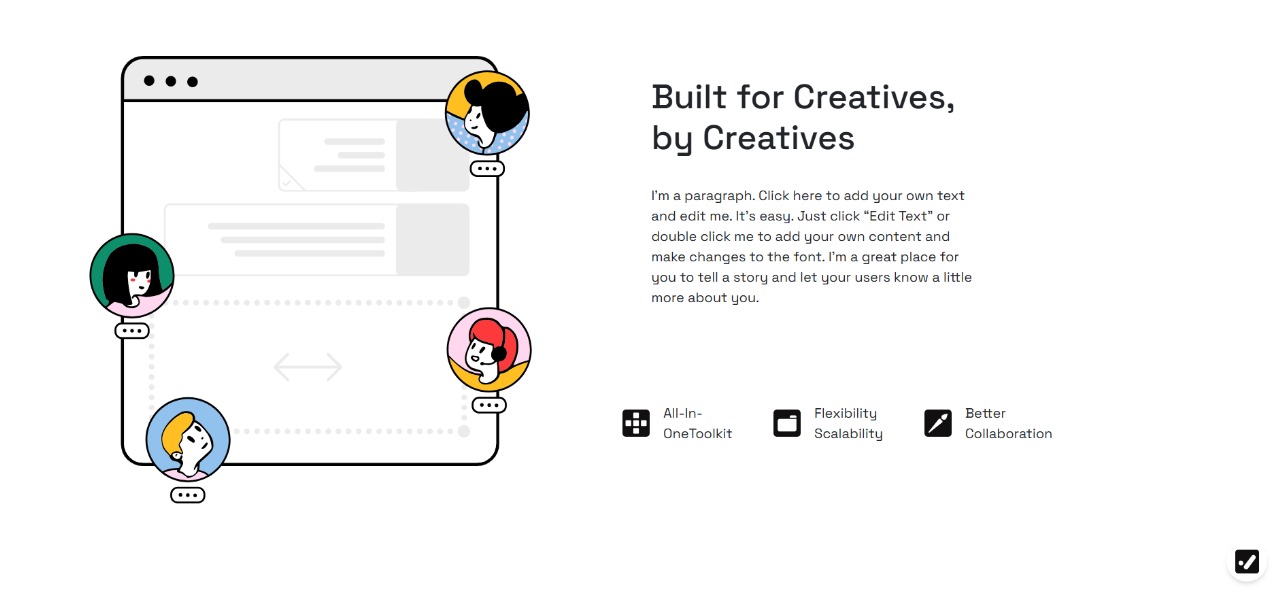 Built for Creatives,
by Creatives
I'm a paragraph. Click here to add your own text
and edit me. It's easy. Just click “Edit Text” or
double click me to add your own content and
make changes to the font. I'm a great place for
you to tell a story and let your users know a little
more about you.
All-In-
OneToolkit
Flexibility
Scalability
Better
Collaboration